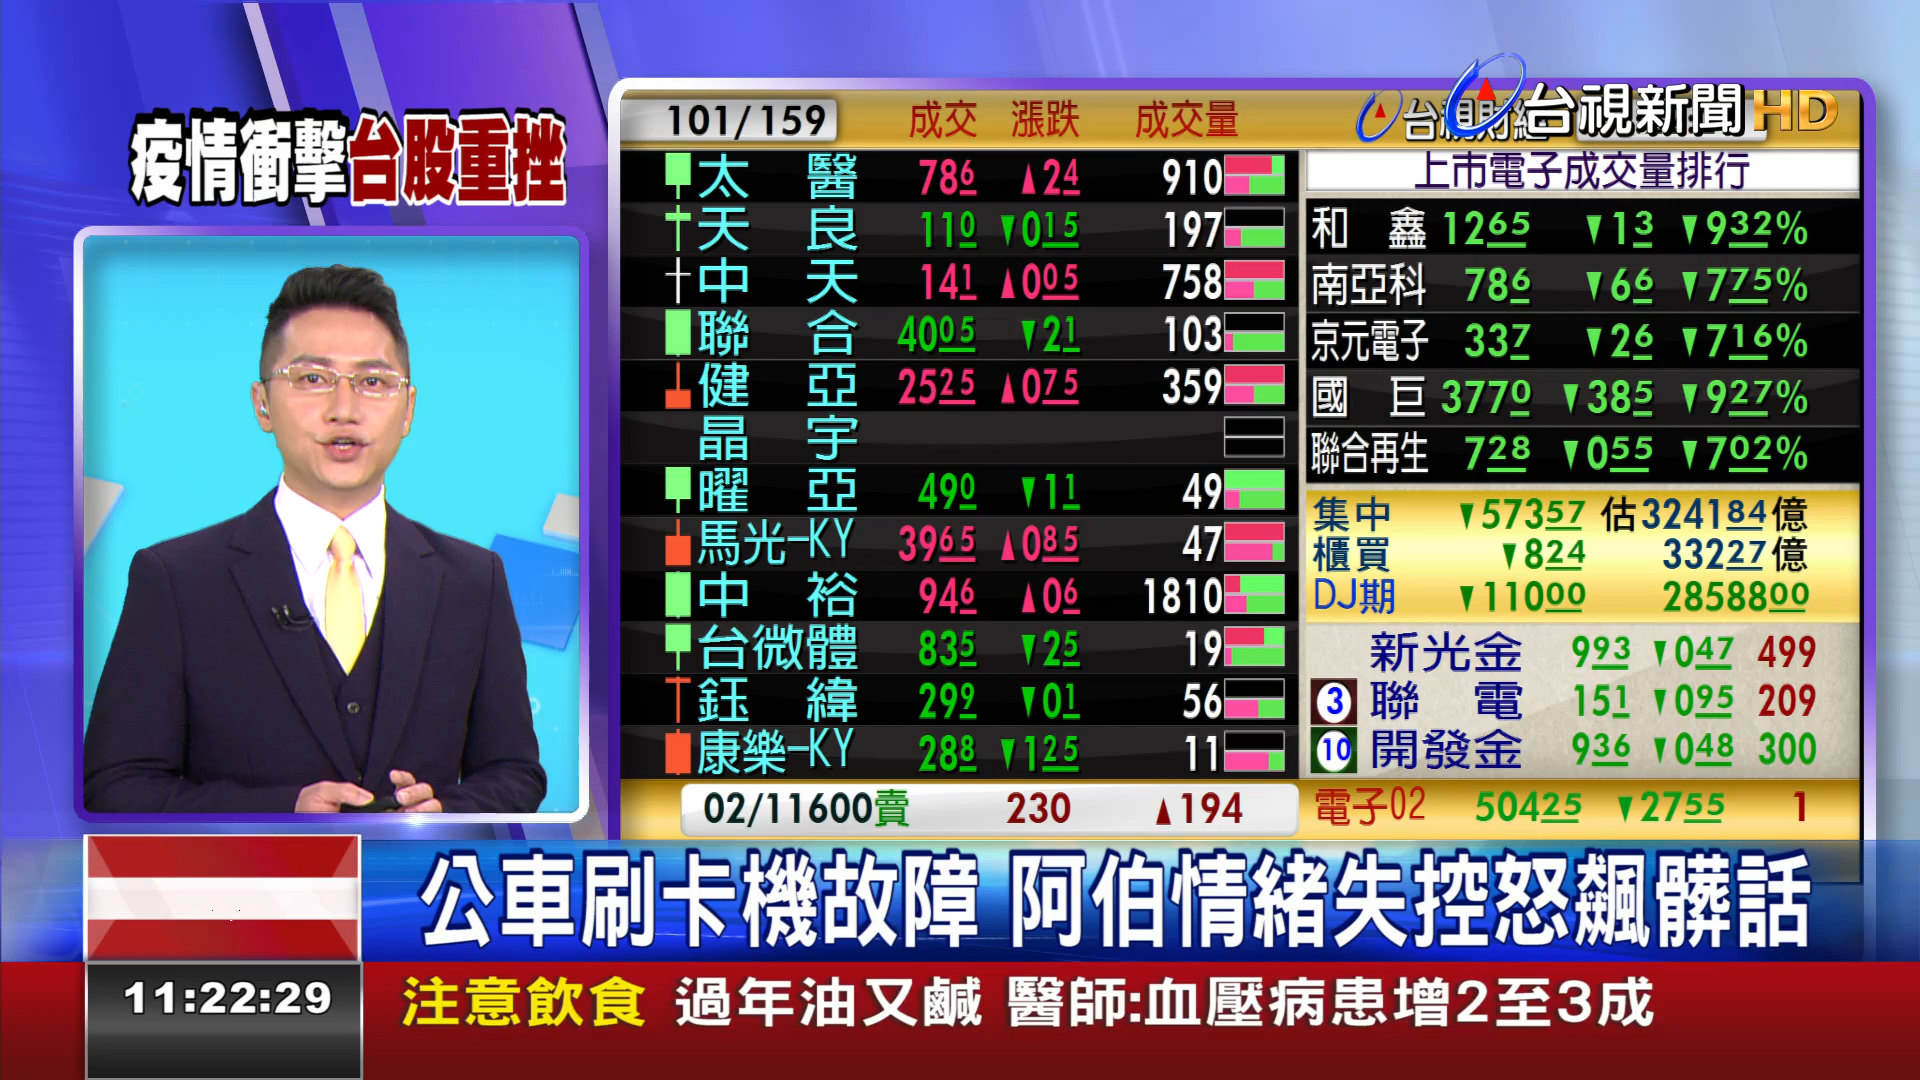 疫情衝擊台股重挫
101/159 成交 漲跌 成交量
台視財經
台視新聞HD
太醫 786 ▲24 910
天良 110 ▼015 197
中天 141 ▲005 758
聯合 4005 ▼21 103
健亞 2525 ▲075 359
晶宇
曜亞 490 ▼11 49
馬光-KY 3965 ▲085 47
中裕 946 ▲06 1810
台微體 835 ▼25 19
鈺緯 299 ▼01 56
康樂-KY 288 ▼125 11
02/11600賣 230 ▲194
上市電子成交量排行
和鑫 1265 ▼13 ▼932%
南亞科 786 ▼66 ▼775%
京元電子 337 ▼26 ▼716%
國巨 3770 ▼385 ▼927%
聯合再生 728 ▼055 ▼702%
集中 ▼57357 估324184億
櫃買 ▼824 33227億
DJ期 ▼11000 2858800
新光金 993 ▼047 499
3 聯電 151 ▼095 209
10 開發金 936 ▼048 300
電子02 50425 ▼2755 1
公車刷卡機故障 阿伯情緒失控怒飆髒話
11:22:29
注意飲食 過年油又鹹 醫師:血壓病患增2至3成